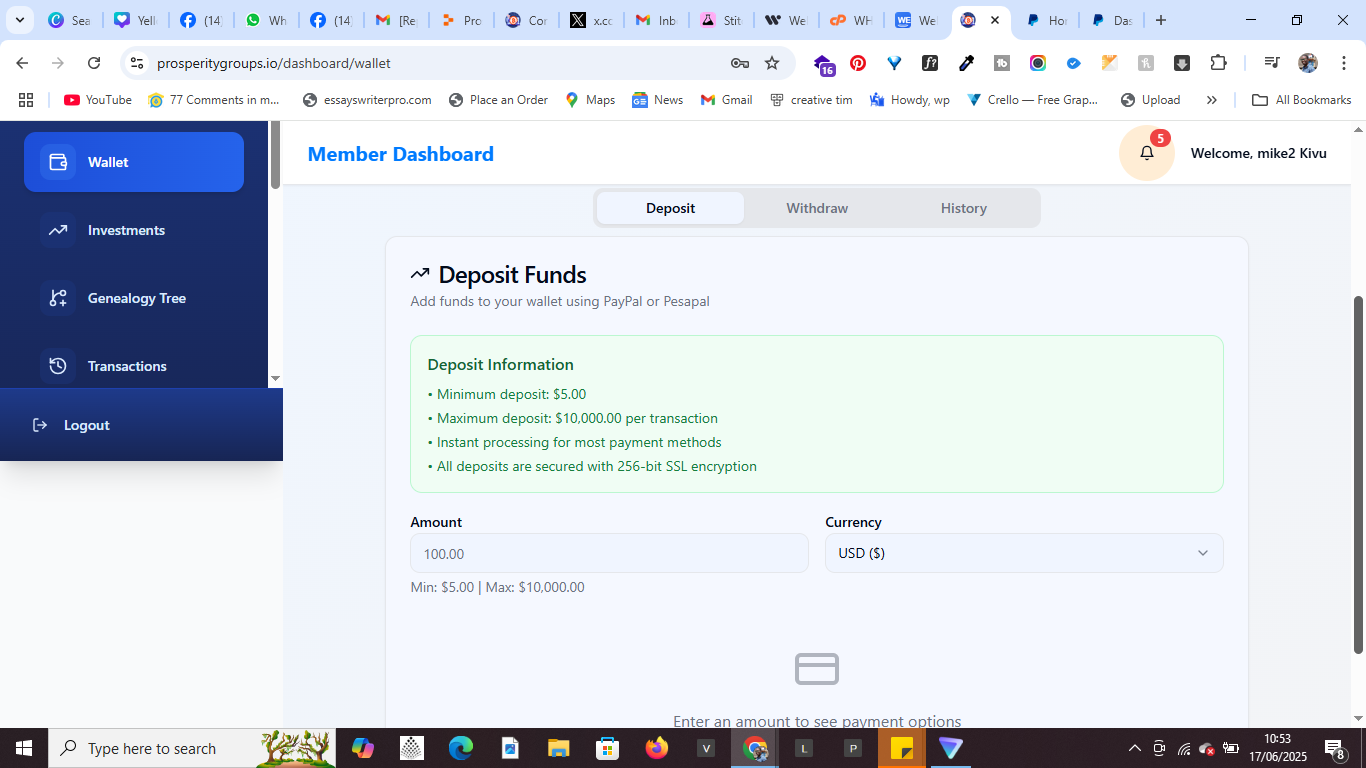 Sea
Yell
(14)
Wh
(14)
[Re
Pro
Cor
x.cc
Inb
Stit
Wel
WH
We
Hor
Das
prosperitygroups.io/dashboard/wallet
16
YouTube
77 Comments in m...
essayswriterpro.com
Place an Order
Maps
News
Gmail
creative tim
Howdy, wp
Crello — Free Grap...
Upload
All Bookmarks
Wallet
Investments
Genealogy Tree
Transactions
Logout
Member Dashboard
5
Welcome, mike2 Kivu
Deposit
Withdraw
History
Deposit Funds
Add funds to your wallet using PayPal or Pesapal
Deposit Information
• Minimum deposit: $5.00
• Maximum deposit: $10,000.00 per transaction
• Instant processing for most payment methods
• All deposits are secured with 256-bit SSL encryption
Amount
Currency
100.00
USD ($)
Min: $5.00 | Max: $10,000.00
Enter an amount to see payment options
Type here to search
V
L
P
10:53
17/06/2025
8